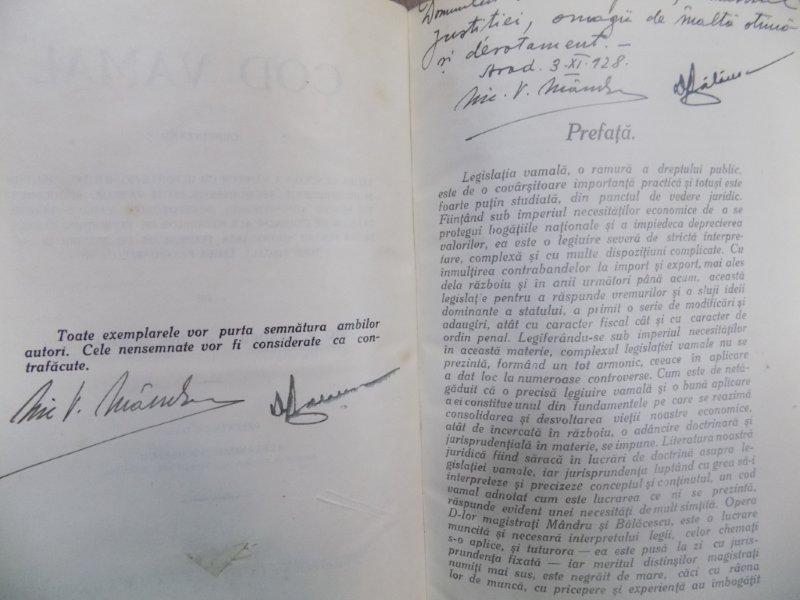 COD VAMAL
Toate exemplarele vor purta semnătura ambilor
autori. Cele nensemnate vor fi considerate ca con-
trafăcute.
Nic V. Mândru
justitiei, omagii de înaltă stimă
și devotament. –
Arad. 3.XI.928.
Nic. V. Mândru
Prefață.
Legislația vamală, o ramură a dreptului public,
este de o covârșitoare importanță practică și totuși este
foarte puțin studiată, din punctul de vedere juridic.
Ființând sub imperiul necesităților economice de a se
protegui bogățiile naționale și a împiedeca deprecierea
valorilor, ea este o legiuire severă de strictă interpre-
tare, complexă și cu multe dispozițiuni complicate. Cu
înmulțirea contrabandelor la import și export, mai ales
dela războiu și în anii următori până acum, această
legislație pentru a răspunde vremurilor și a sluji ideii
dominante a statului, a primil o serie de modificări și
adaugiri, atât cu caracter fiscal cât și cu caracter de
ordin penal. Legiferându-se sub imperiul necesităților
în această materie, complexul legislației vamale nu se
prezintă, formând un tot armonic, ceveace în aplicare
a dat loc la numeroase controverse. Cum este de netă-
găduit că o precisă legiuire vamală și o bună aplicare
a ei constitue unul din fundamentele pe care se reazimă
consolidarea și desvoltarea vieții noastre economice,
atât de încercată în războiu, o adâncire doctrinară și
jurisprudențială în materie, se impune. Literatura noastră
juridică fiind săracă în lucrări de doctrină asupra le-
gislației vamale, iar jurisprudența luptând cu greu să-i
interpreteze și precizeze conceptul și conținutul, un cod
vamal adnotat cum este lucrarea ce ni se prezintă,
răspunde evident unei necesități de mult simțită. Opera
D-lor magistrați Mândru și Bălăcescu, este o lucrare
muncită și necesară interpretului legii, celor chemați
s-o aplice, și tuturora — ea este pusă la zi cu juris-
prudența fixată — iar meritul distinșilor magistrați
numiți mai sus, este negrăit de mare, căci cu râvna
lor de muncă, cu pricepere și experiență au îmbogățit